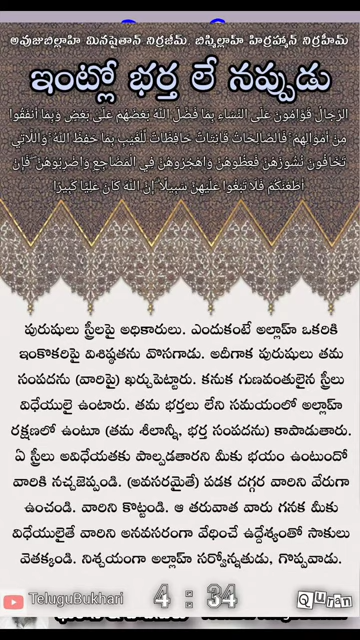 అవుజుబిల్లాహి మినషైతాన్ నిర్రజీమ్. బిస్మిల్లాహ్ హిర్రహ్మాన్ నిర్రహీమ్
ఇంట్లో భర్త లే నప్పుడు
الرِّجَالُ قَوَّامُونَ عَلَى النِّسَاءِ بِمَا فَضَّلَ اللَّهُ بَعْضَهُمْ عَلَىٰ بَعْضٍ وَبِمَا أَنْفَقُوا
مِنْ أَمْوَالِهِمْ ۚ فَالصَّالِحَاتُ قَانِتَاتٌ حَافِظَاتٌ لِّلْغَيْبِ بِمَا حَفِظَ اللَّهُ ۚ وَاللَّاتِي
تَخَافُونَ نُشُوزَهُنَّ فَعِظُوهُنَّ وَاهْجُرُوهُنَّ فِي الْمَضَاجِعِ وَاضْرِبُوهُنَّ ۖ فَإِنْ
أَطَعْنَكُمْ فَلَا تَبْغُوا عَلَيْهِنَّ سَبِيلًا ۗ إِنَّ اللَّهَ كَانَ عَلِيًّا كَبِيرًا
పురుషులు స్త్రీలపై అధికారులు. ఎందుకంటే అల్లాహ్ ఒకరికి
ఇంకొకరిపై విశిష్ఠతను వొసగాడు. అదీగాక పురుషులు తమ
సంపదను (వారిపై) ఖర్చుపెట్టారు. కనుక గుణవంతులైన స్త్రీలు
విధేయులై ఉంటారు. తమ భర్తలు లేని సమయంలో అల్లాహ్
రక్షణలో ఉంటూ (తమ శీలాన్నీ, భర్త సంపదను) కాపాడుతారు.
ఏ స్త్రీలు అవిధేయతకు పాల్పడతారని మీకు భయం ఉంటుందో
వారికి నచ్చజెప్పండి. (అవసరమైతే) పడక దగ్గర వారిని వేరుగా
ఉంచండి. వారిని కొట్టండి. ఆ తరువాత వారు గనక మీకు
విధేయులైతే వారిని అనవసరంగా వేధించే ఉద్దేశ్యంతో సాకులు
వెతక్కండి. నిశ్చయంగా అల్లాహ్ సర్వోన్నతుడు, గొప్పవాడు.
TeluguBukhari 4 : 34 Qurān